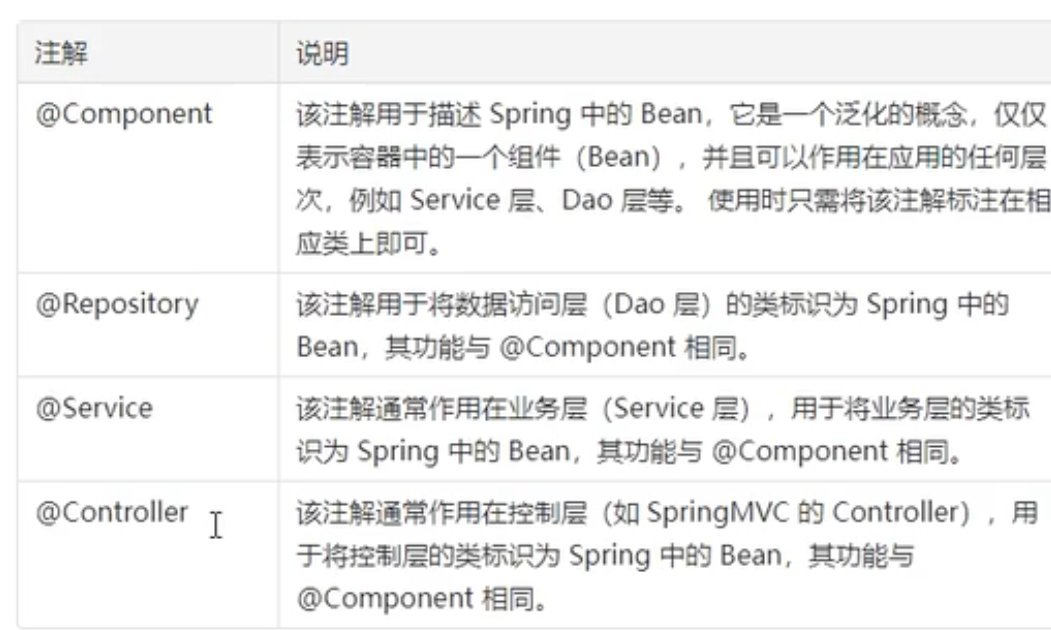 注解 说明
@Component 该注解用于描述 Spring 中的 Bean，它是一个泛化的概念，仅仅
表示容器中的一个组件（Bean），并且可以作用在应用的任何层
次，例如 Service 层、Dao 层等。 使用时只需将该注解标注在相
应类上即可。
@Repository 该注解用于将数据访问层（Dao 层）的类标识为 Spring 中的
Bean，其功能与 @Component 相同。
@Service 该注解通常作用在业务层（Service 层），用于将业务层的类标
识为 Spring 中的 Bean，其功能与 @Component 相同。
@Controller 该注解通常作用在控制层（如 SpringMVC 的 Controller），用
于将控制层的类标识为 Spring 中的 Bean，其功能与
@Component 相同。